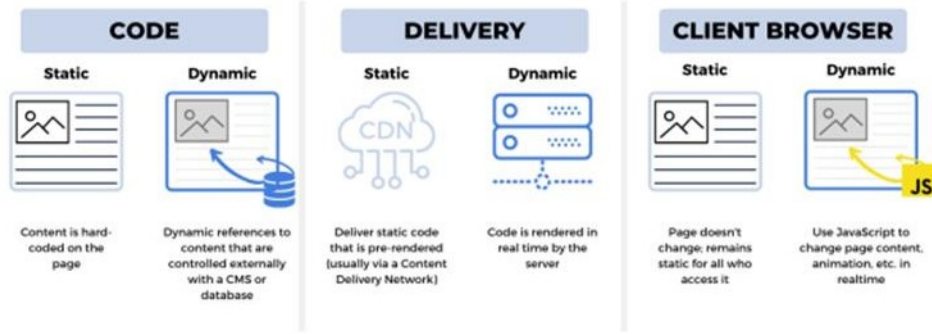 CODE
Static
Dynamic
Content is hard-
coded on the
page
Dynamic references to
content that are
controlled externally
with a CMS or
database
DELIVERY
Static
Dynamic
CDN
Deliver static code
that is pre-rendered
(usually via a Content
Delivery Network)
Code is rendered in
real time by the
server
CLIENT BROWSER
Static
Dynamic
JS
Page doesn't
change; remains
static for all who
access it
Use JavaScript to
change page content,
animation, etc. in
realtime